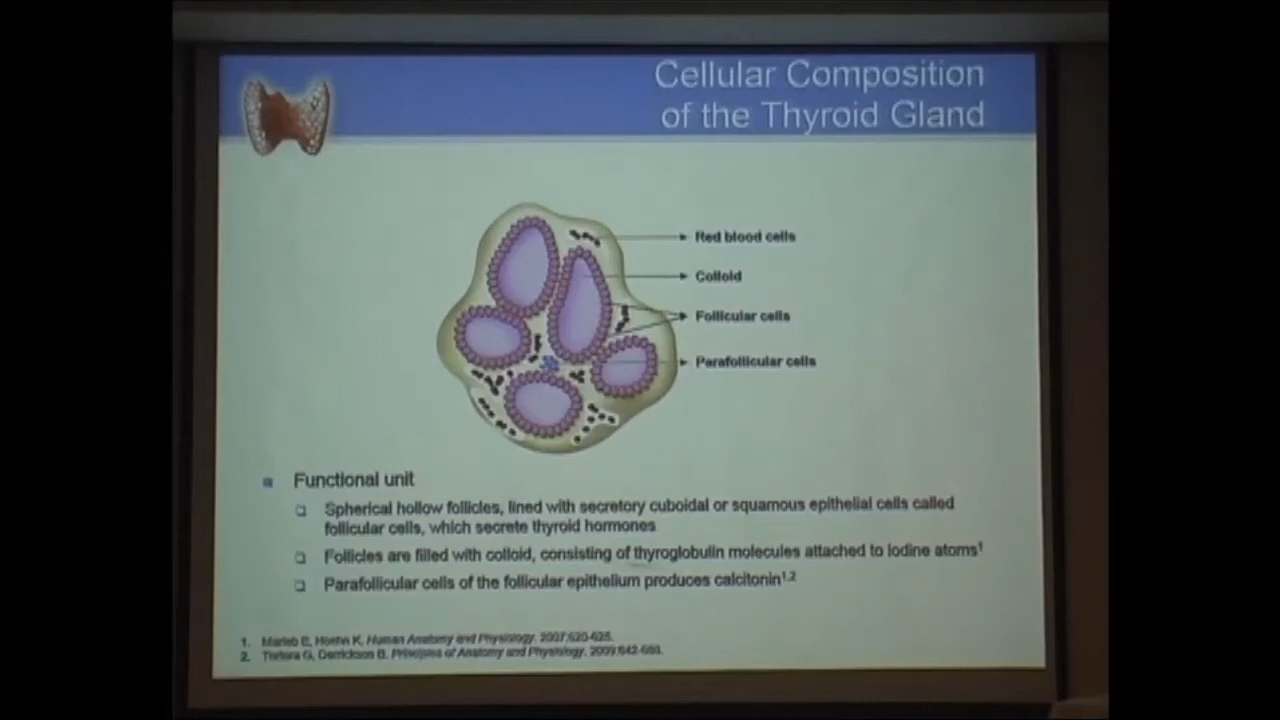 Cellular Composition
of the Thyroid Gland
Red blood cells
Colloid
Follicular cells
Parafollicular cells
Functional unit
Spherical hollow follicles, lined with secretory cuboidal or squamous epithelial cells called
follicular cells, which secrete thyroid hormones
Follicles are filled with colloid, consisting of thyroglobulin molecules attached to Iodine atoms1
Parafollicular cells of the follicular epithelium produces calcitonin1,2
1. Marieb E, Hoehn K, Human Anatomy and Physiology. 2007;620-625.
2. Tortora G, Derrickson B. Principles of Anatomy and Physiology. 2009;642-683.